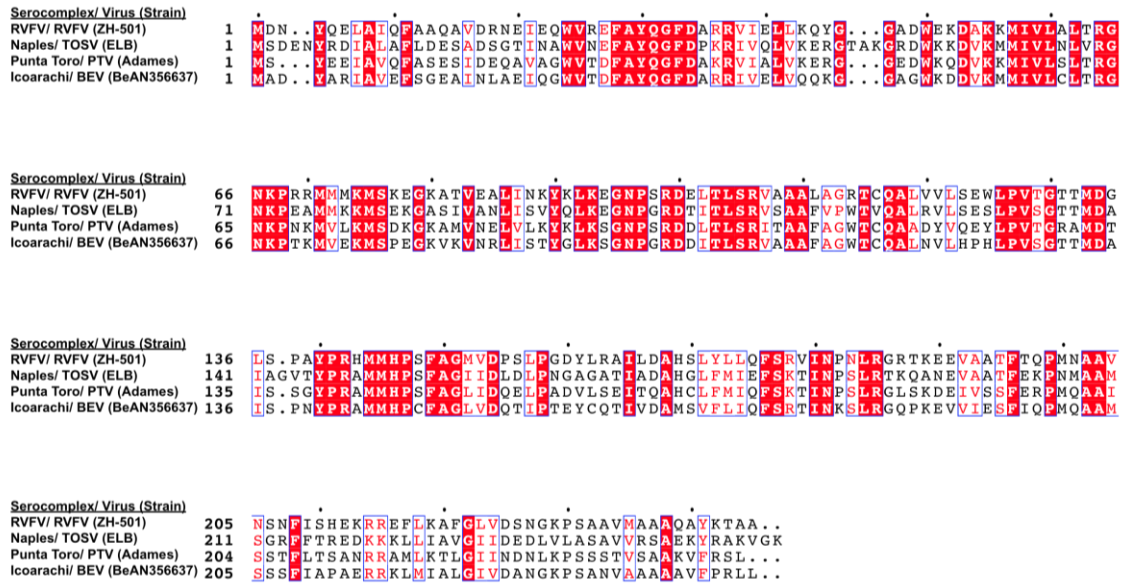 Serocomplex/ Virus (Strain)
RVFV/ RVFV (ZH-501) 1 MDN..YQELAIQFAAQAVDRNEIEQWVREFAYQGFDARRVIELLKQYG...GADWEKDAKKMIVLALTRG
Naples/ TOSV (ELB) 1 MSDENYRDIALAFLDESADSGTINAWVNEFAYQGFDPKRVIQLVKERGTAKGRDWKKDVKKMIVLNLVRG
Punta Toro/ PTV (Adames) 1 MS...YEEIAVQFASESIDEQAVAGWVTDFAYQGFDAKRVIALVKERG...GEDWKQDVKKMIVLSLTRG
Icoarachi/ BEV (BeAN356637) 1 MAD..YARIAVEFSGEAINLAEIQGWVTDFAYQGFDARRIVELVQQKG...GAGWKDDVKKMIVLCLTRG
Serocomplex/ Virus (Strain)
RVFV/ RVFV (ZH-501) 66 NKPRRMMMKMSKEGKATVEALINKYKLKEGNPSRDELTLSRVAAALAGRTCQALVVLSEWLPVTGTTMDG
Naples/ TOSV (ELB) 71 NKPEAMMKKMSEKGASIVANLISVYQLKEGNPGRDTITLSRVSAAFVPWTVQALRVLSESLPVSGTTMDA
Punta Toro/ PTV (Adames) 65 NKPNKMVLKMSDKGKAMVNELVLKYKLKSGNPSRDDLTLSRITAAFAGWTCQAADYVQEYLPVTGRAMDT
Icoarachi/ BEV (BeAN356637) 66 NKPTKMVEKMSPEGKVKVNRLISTYGLKSGNPGRDDITLSRVAAAFAGWTCQALNVLHPHLPVSGTTMDA
Serocomplex/ Virus (Strain)
RVFV/ RVFV (ZH-501) 136 LS.PAYPRHMMHPSFAGMVDPSLPGDYLRAILDAHSLYLLQFSRVINPNLRGRTKEEVAATFTQPMNAAV
Naples/ TOSV (ELB) 141 IAGVTYPRAMMHPSFAGIIDLDLPNGAGATIADAHGLFMIEFSKTINPSLRTKQANEVAATFEKPNMAAM
Punta Toro/ PTV (Adames) 135 IS.SGYPRAMMHPSFAGLIDQELPADVLSEITQAHCLFMIQFSKTINPSLRGLSKDEIVSSFERPMQAAI
Icoarachi/ BEV (BeAN356637) 136 IS.PNYPRAMMHPCFAGLVDQTIPTEYCQTIVDAMSVFLIQFSRTINKSLRGQPKEVVIESFIQPMQAAM
Serocomplex/ Virus (Strain)
RVFV/ RVFV (ZH-501) 205 NSNFISHEKRREFLKAFGLVDSNGKPSAAVMAAAQAYKTAA..
Naples/ TOSV (ELB) 211 SGRFFTREDKKKLLIAVGIIDEDLVLASAVVRSAEKYRAKVGK
Punta Toro/ PTV (Adames) 204 SSTFLTSANRRAMLKTLGIINDNLKPSSSTVSAAKVFRSL...
Icoarachi/ BEV (BeAN356637) 205 SSSFIAPAERRKLMIALGIVDANGKPSANVAAAAAVFPRLL..